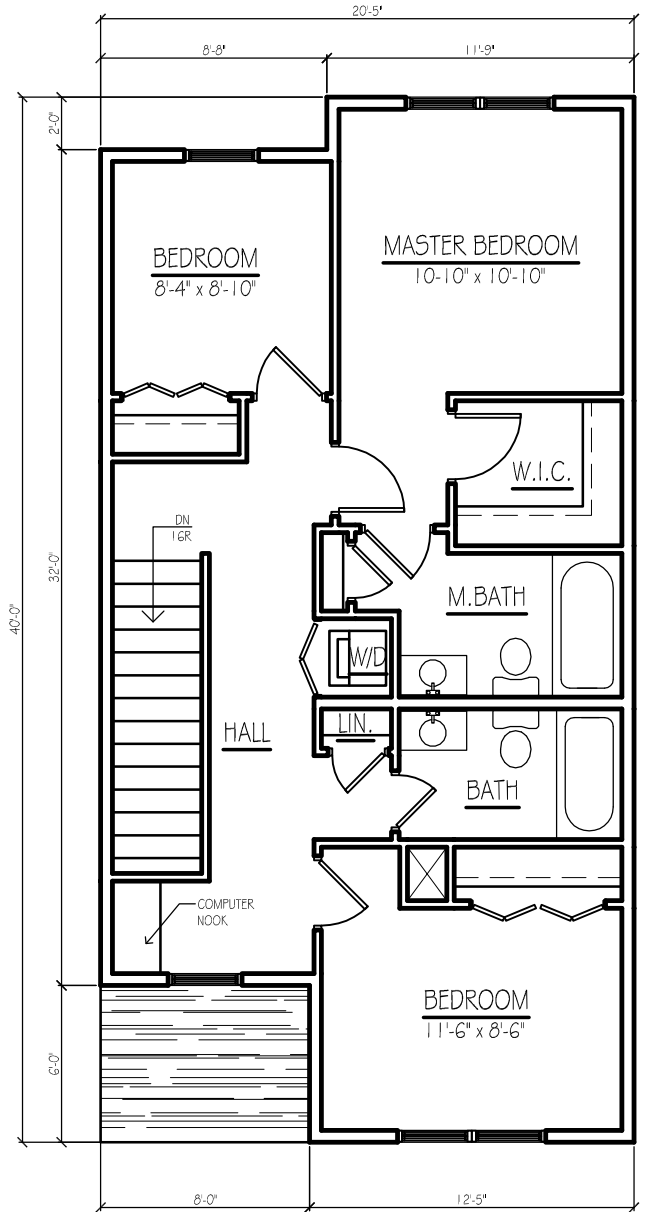 20'-5"
8'-8"
11'-9"
2'-0"
MASTER BEDROOM
10-10" x 10'-10"
BEDROOM
8'-4" x 8'-10"
W.I.C.
DN
16R
32'-0"
40'-0"
M.BATH
W/D
LIN.
HALL
BATH
COMPUTER
NOOK
BEDROOM
11'-6" x 8'-6"
6'-0"
8'-0"
12'-5"